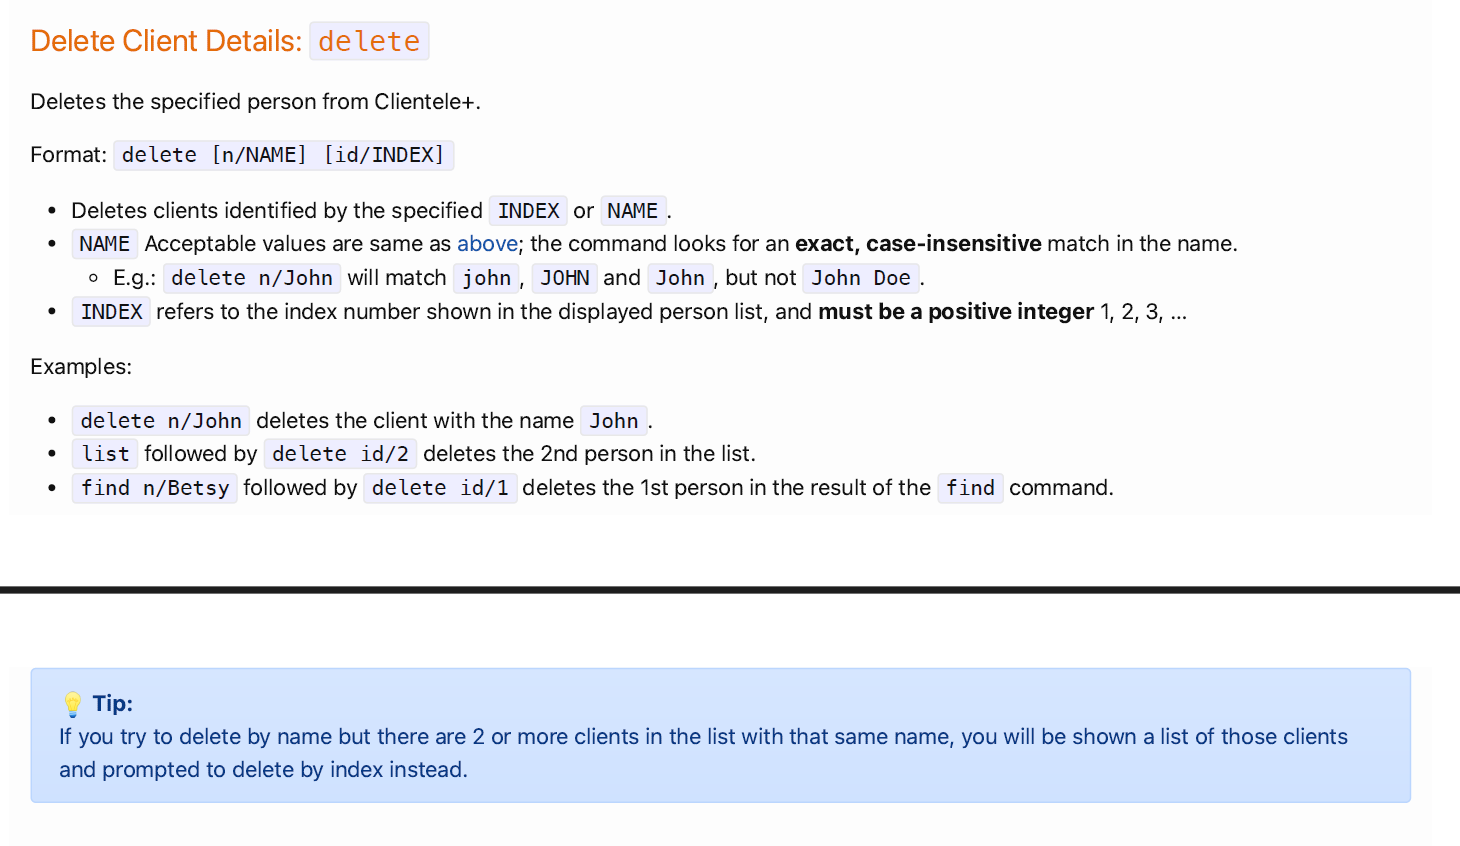 Delete Client Details: delete
Deletes the specified person from Clientele+.
Format: delete [n/NAME] [id/INDEX]
• Deletes clients identified by the specified INDEX or NAME.
• NAME Acceptable values are same as above; the command looks for an exact, case-insensitive match in the name.
◦ E.g.: delete n/John will match john, JOHN and John, but not John Doe.
• INDEX refers to the index number shown in the displayed person list, and must be a positive integer 1, 2, 3, …
Examples:
• delete n/John deletes the client with the name John.
• list followed by delete id/2 deletes the 2nd person in the list.
• find n/Betsy followed by delete id/1 deletes the 1st person in the result of the find command.
💡 Tip:
If you try to delete by name but there are 2 or more clients in the list with that same name, you will be shown a list of those clients
and prompted to delete by index instead.